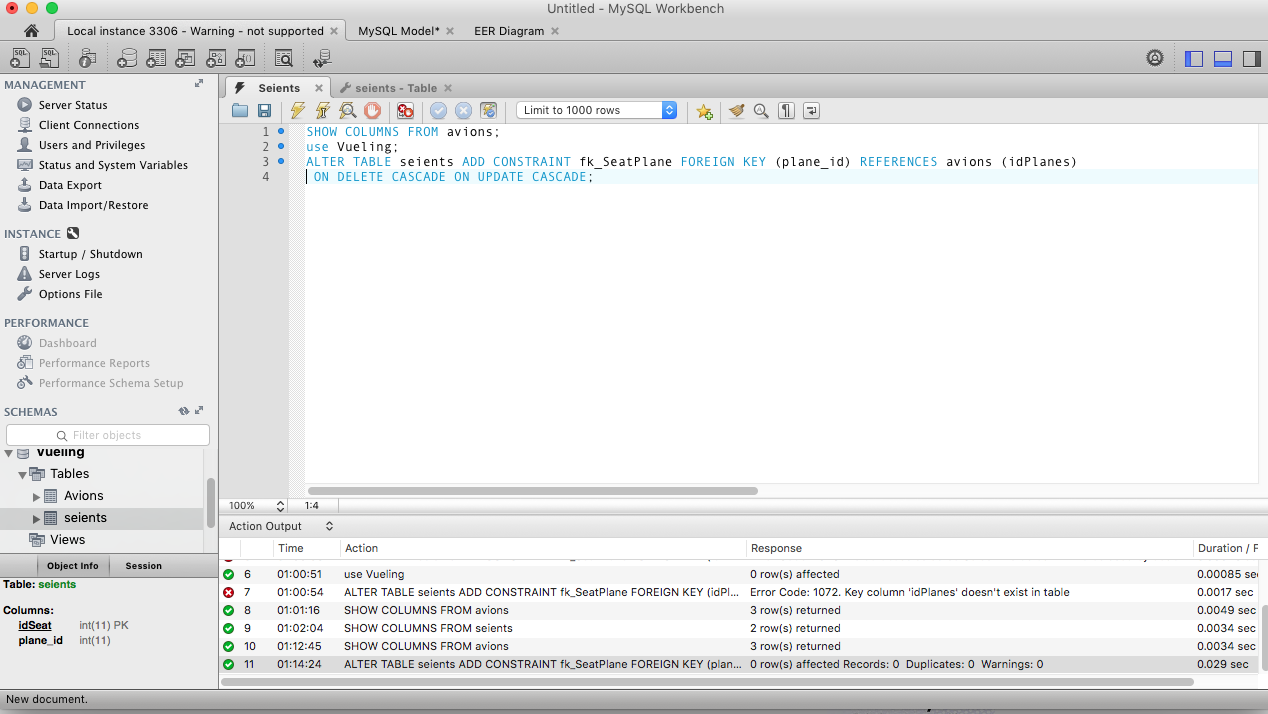 Untitled - MySQL Workbench
Local instance 3306 - Warning - not supported × MySQL Model* × EER Diagram ×
MANAGEMENT
Server Status
Client Connections
Users and Privileges
Status and System Variables
Data Export
Data Import/Restore
INSTANCE
Startup / Shutdown
Server Logs
Options File
PERFORMANCE
Dashboard
Performance Reports
Performance Schema Setup
SCHEMAS
Filter objects
Vueling
Tables
Avions
seients
Views
Object Info Session
Table: seients
Columns:
idSeat int(11) PK
plane_id int(11)
Seients × seients - Table ×
Limit to 1000 rows
1 SHOW COLUMNS FROM avions;
2 use Vueling;
3 ALTER TABLE seients ADD CONSTRAINT fk_SeatPlane FOREIGN KEY (plane_id) REFERENCES avions (idPlanes)
4 ON DELETE CASCADE ON UPDATE CASCADE;
100% 1:4
Action Output
Time Action Response Duration / F
6 01:00:51 use Vueling 0 row(s) affected 0.00085 se
7 01:00:54 ALTER TABLE seients ADD CONSTRAINT fk_SeatPlane FOREIGN KEY (idPl... Error Code: 1072. Key column 'idPlanes' doesn't exist in table 0.0017 sec
8 01:01:16 SHOW COLUMNS FROM avions 3 row(s) returned 0.0049 sec
9 01:02:04 SHOW COLUMNS FROM seients 2 row(s) returned 0.0034 sec
10 01:12:45 SHOW COLUMNS FROM avions 3 row(s) returned 0.0034 sec
11 01:14:24 ALTER TABLE seients ADD CONSTRAINT fk_SeatPlane FOREIGN KEY (plan... 0 row(s) affected Records: 0 Duplicates: 0 Warnings: 0 0.029 sec
New document.